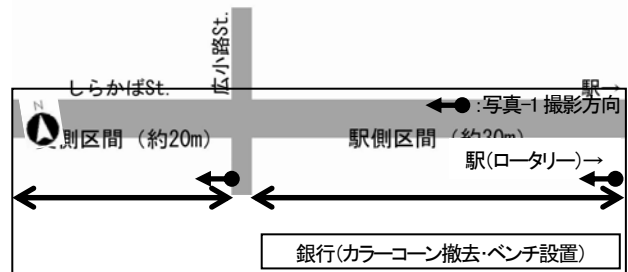 広小路St.
しらかばSt.
駅→
N
:写真-1 撮影方向
側区間（約20m）
駅側区間（約30m）
駅(ロータリー)→
銀行(カラーコーン撤去・ベンチ設置)